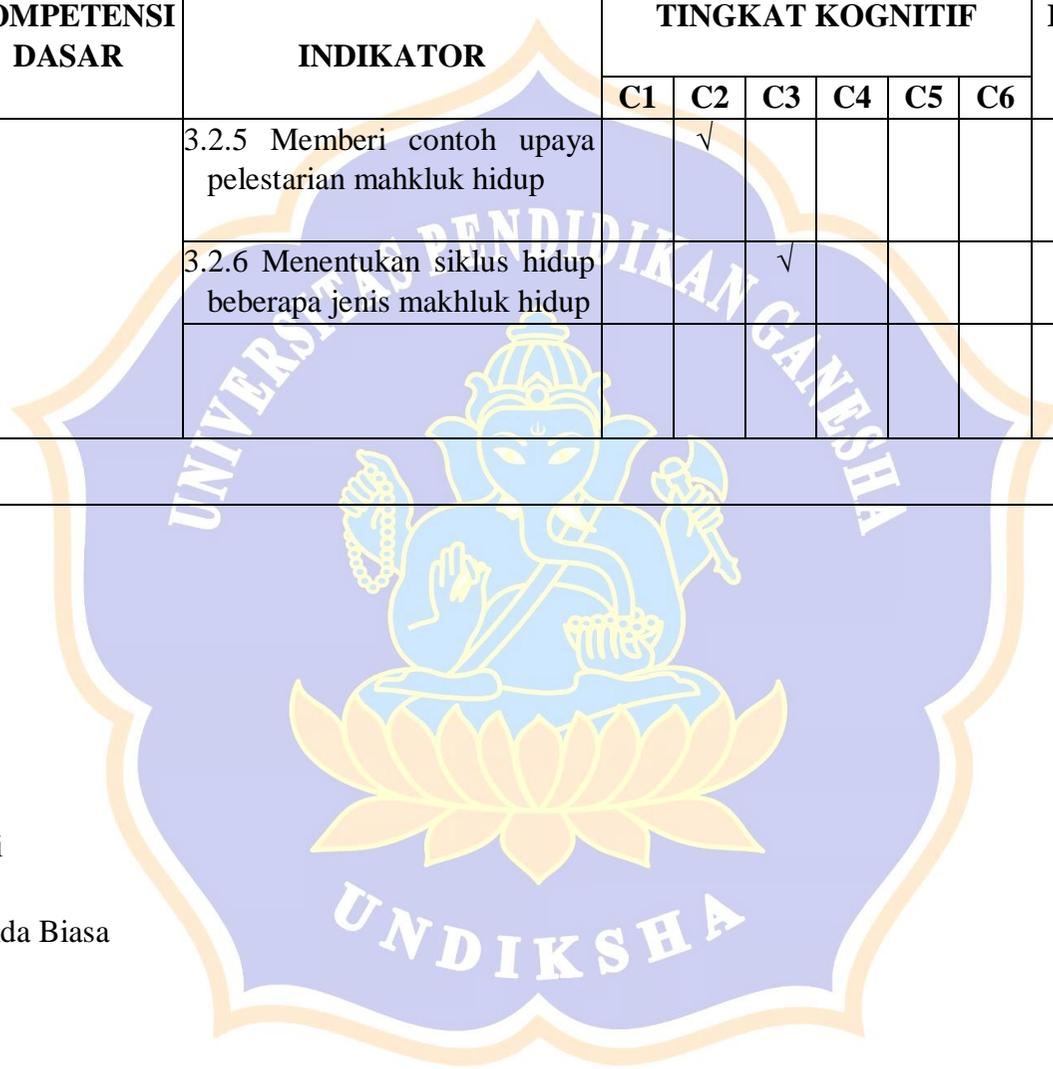 DASAR
INDIKATOR
TINGKAT KOGNITIF
C1 C2 C3 C4 C5 C6
3.2.5 Memberi contoh upaya √
pelestarian mahkluk hidup
3.2.6 Menentukan siklus hidup √
beberapa jenis makhluk hidup
UNIVERSITAS PENDIDIKAN GANESHA
UNDIKSHA
i
da Biasa